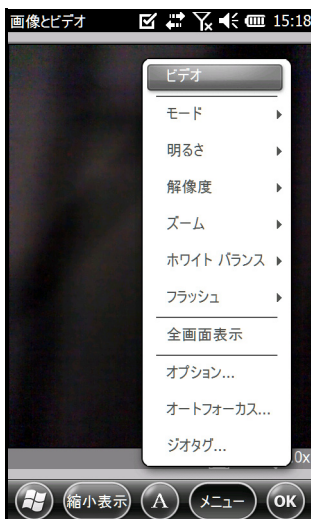 画像とビデオ 15:18
ビデオ
モード
明るさ
解像度
ズーム
ホワイト バランス
フラッシュ
全画面表示
オプション...
オートフォーカス...
ジオタグ...
0x
縮小表示 A メニュー OK